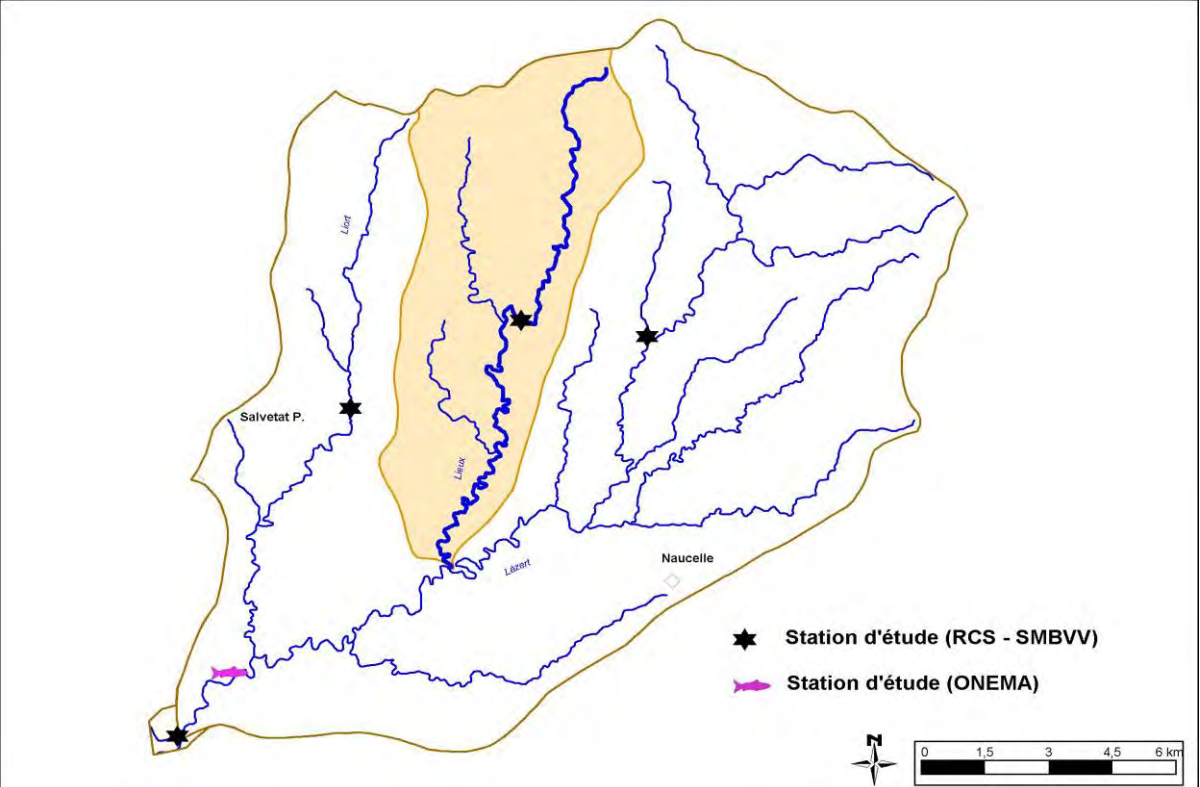 Liort
Salvetat P.
Lieux
Lézert
Naucelle
Station d'étude (RCS - SMBVV)
Station d'étude (ONEMA)
N
0 1,5 3 4,5 6 km